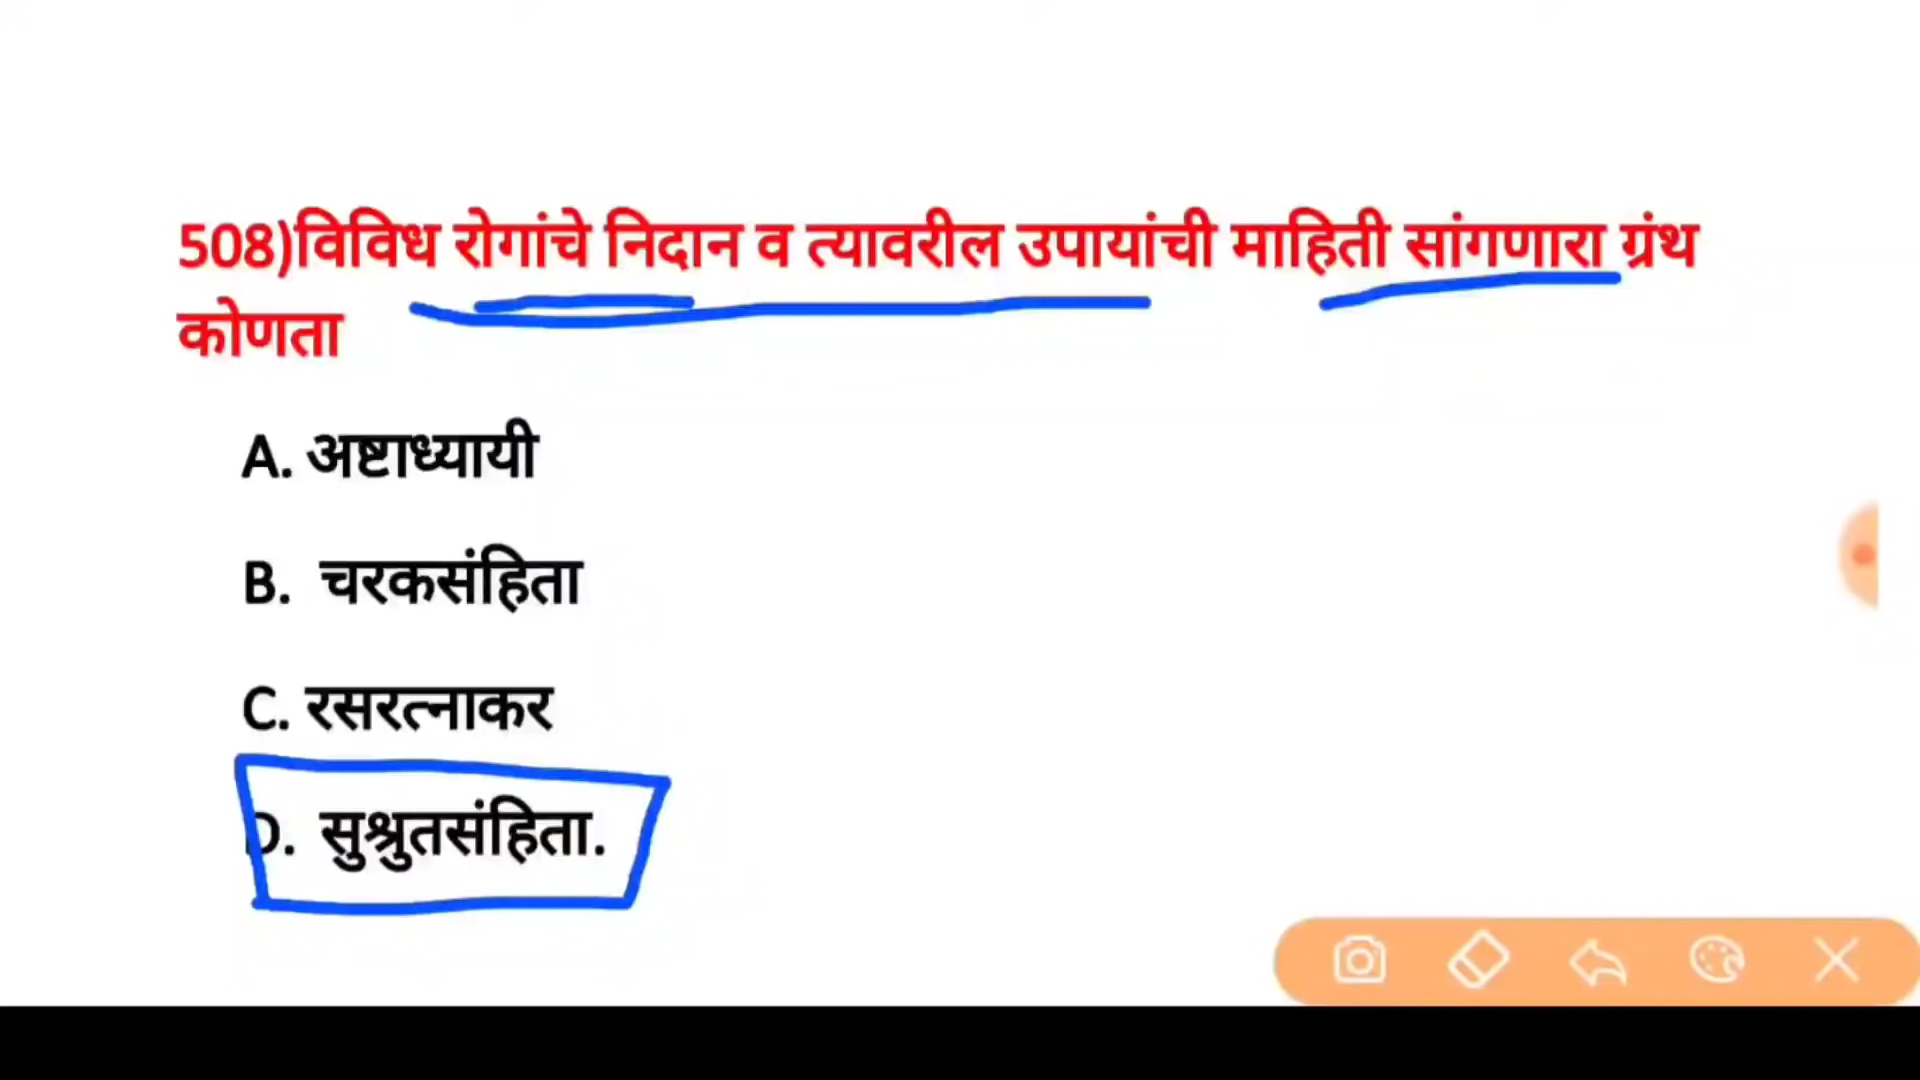 508)विविध रोगांचे निदान व त्यावरील उपायांची माहिती सांगणारा ग्रंथ
कोणता
A. अष्टाध्यायी
B. चरकसंहिता
C. रसरत्नाकर
D. सुश्रुतसंहिता.